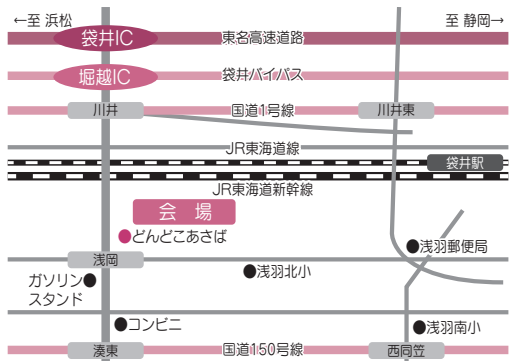 ←至 浜松
至 静岡→
袋井IC
東名高速道路
堀越IC
袋井バイパス
川井
国道1号線
川井東
JR東海道線
袋井駅
JR東海道新幹線
会 場
●どんどこあさば
浅岡
●浅羽郵便局
ガソリン●
スタンド
●浅羽北小
●コンビニ
●浅羽南小
湊東
国道150号線
西同笠